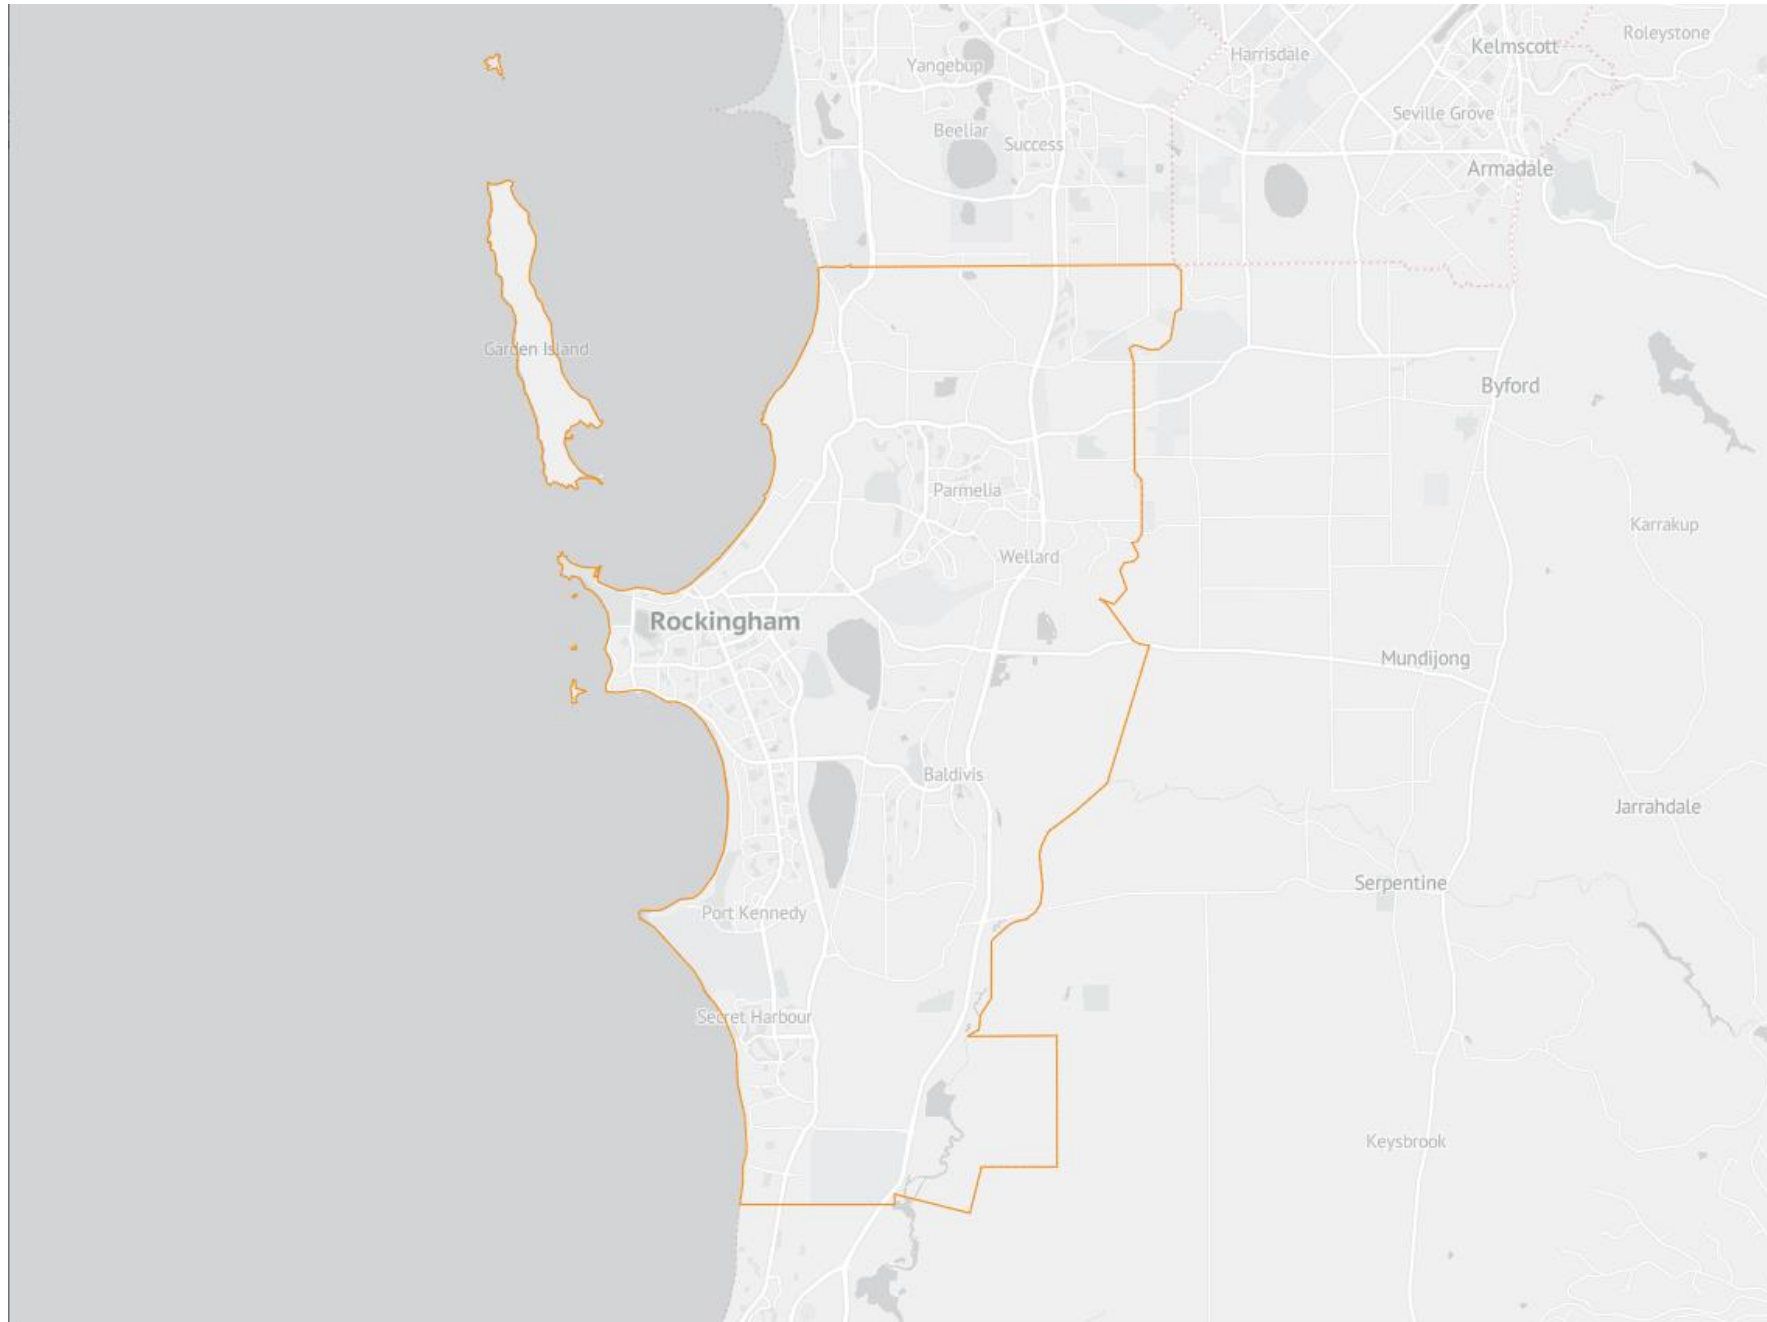 Roleystone
Kelmscott
Harrisdale
Yangebup
Seville Grove
Beeliar
Success
Armadale
Garden Island
Byford
Parmelia
Karrakup
Wellard
Rockingham
Mundijong
Baldivis
Jarrahdale
Serpentine
Port Kennedy
Secret Harbour
Keysbrook